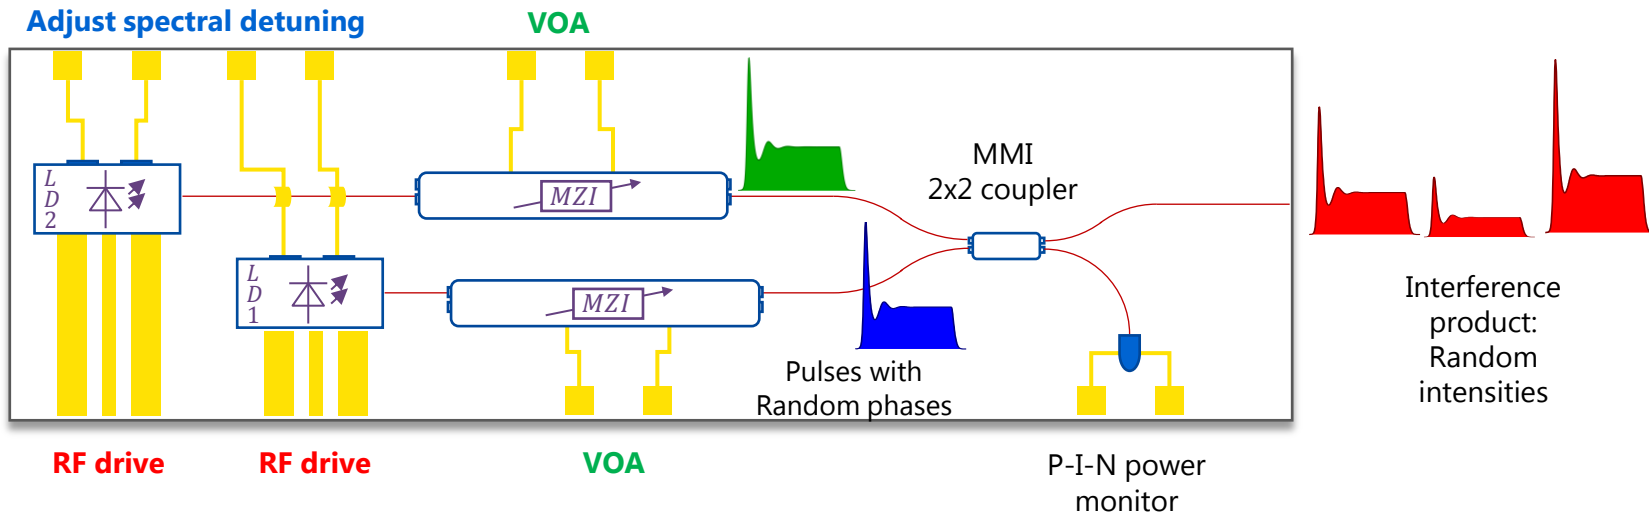 Adjust spectral detuning
VOA
MMI
2x2 coupler
L
D
2
MZI
L
D
1
MZI
Pulses with
Random phases
Interference
product:
Random
intensities
RF drive
RF drive
VOA
P-I-N power
monitor